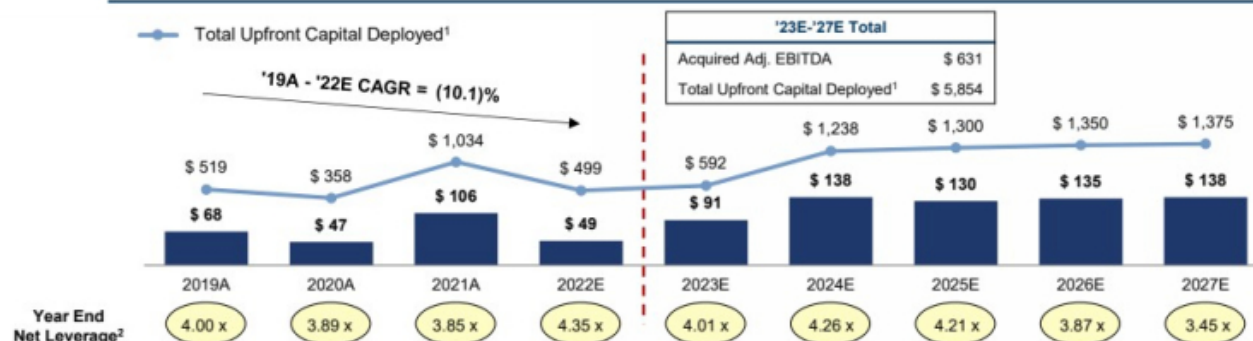 Total Upfront Capital Deployed¹
'19A - '22E CAGR = (10.1)%
'23E-'27E Total
Acquired Adj. EBITDA $ 631
Total Upfront Capital Deployed¹ $ 5,854
$ 519 $ 358 $ 1,034 $ 499 $ 592 $ 1,238 $ 1,300 $ 1,350 $ 1,375
$ 68 $ 47 $ 106 $ 49 $ 91 $ 138 $ 130 $ 135 $ 138
2019A 2020A 2021A 2022E 2023E 2024E 2025E 2026E 2027E
Year End
Net Leverage² 4.00 x 3.89 x 3.85 x 4.35 x 4.01 x 4.26 x 4.21 x 3.87 x 3.45 x